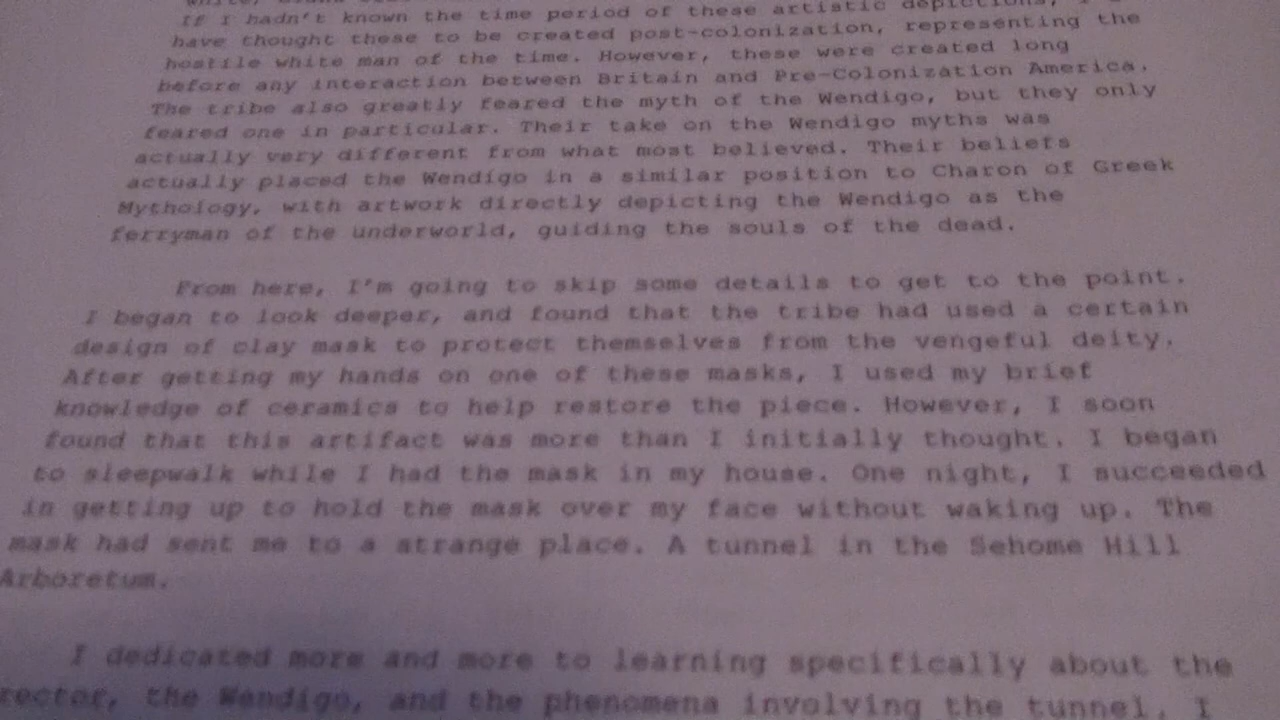 If I hadn't known the time period of these artistic depictions, I
have thought these to be created post-colonization, representing the
hostile white man of the time. However, these were created long
before any interaction between Britain and Pre-Colonization America.
The tribe also greatly feared the myth of the Wendigo, but they only
feared one in particular. Their take on the Wendigo myths was
actually very different from what most believed. Their beliefs
actually placed the Wendigo in a similar position to Charon of Greek
Mythology, with artwork directly depicting the Wendigo as the
ferryman of the underworld, guiding the souls of the dead.
From here, I'm going to skip some details to get to the point.
I began to look deeper, and found that the tribe had used a certain
design of clay mask to protect themselves from the vengeful deity.
After getting my hands on one of these masks, I used my brief
knowledge of ceramics to help restore the piece. However, I soon
found that this artifact was more than I initially thought. I began
to sleepwalk while I had the mask in my house. One night, I succeeded
in getting up to hold the mask over my face without waking up. The
mask had sent me to a strange place. A tunnel in the Sehome Hill
Arboretum.
I dedicated more and more to learning specifically about the
rector, the Wendigo, and the phenomena involving the tunnel. I